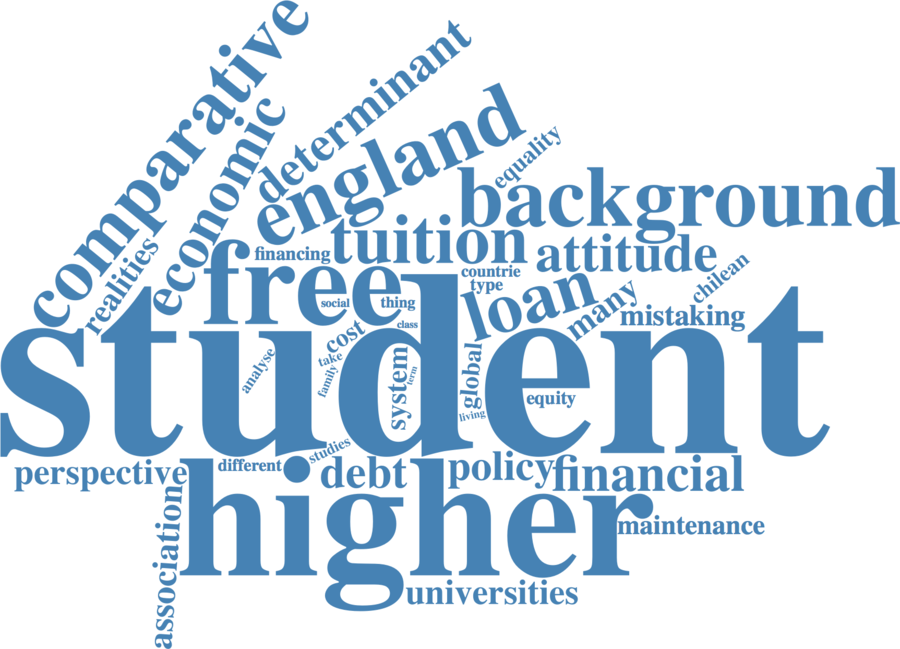 comparative
determinant
economic
england
equality
background
realities
tuition
financing
attitude
free
countrie
type
chilean
loan
many
social
thing
mistaking
student
class
cost
take
family
analyse
system
term
global
living
equity
perspective
different
studies
debt
policy
financial
higher
maintenance
association
universities